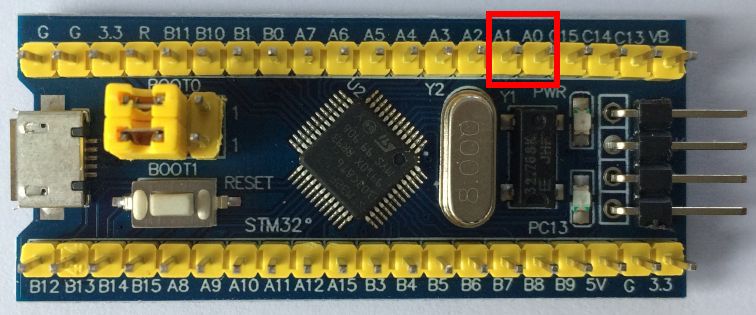 G G 3.3 R B11 B10 B1 B0 A7 A6 A5 A4 A3 A2 A1 A0 C15 C14 C13 VB
BOOT0 U2 Y2 Y1 PWR
1
8.000
32.768K
1
BOOT1
RESET
STM32
PC13
B12 B13 B14 B15 A8 A9 A10 A11 A12 A15 B3 B4 B5 B6 B7 B8 B9 5V G 3.3